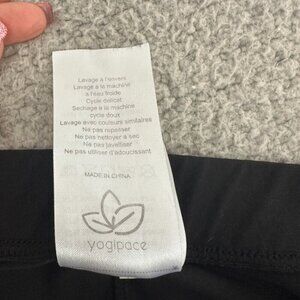 Lavage à l'envers
Lavage a la machine
à l'eau froide
Cycle délicat
Sechage a la machine
cycle doux
Lavage avec couleurs similaires
Ne pas repasser
Ne pas nettoyer a sec
Ne pas javelliser
Ne pas utiliser d'adoucissant
MADE IN CHINA
yogipace